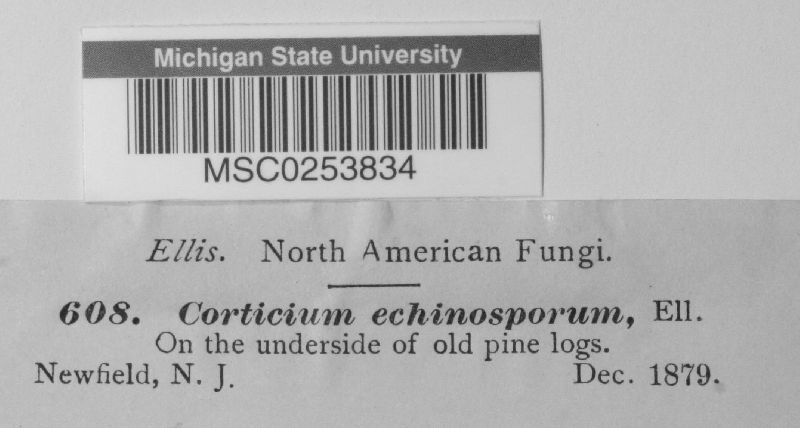 Michigan State University
MSC0253834
Ellis. North American Fungi.
608. Corticium echinosporum, Ell.
On the underside of old pine logs.
Newfield, N. J. Dec. 1879.